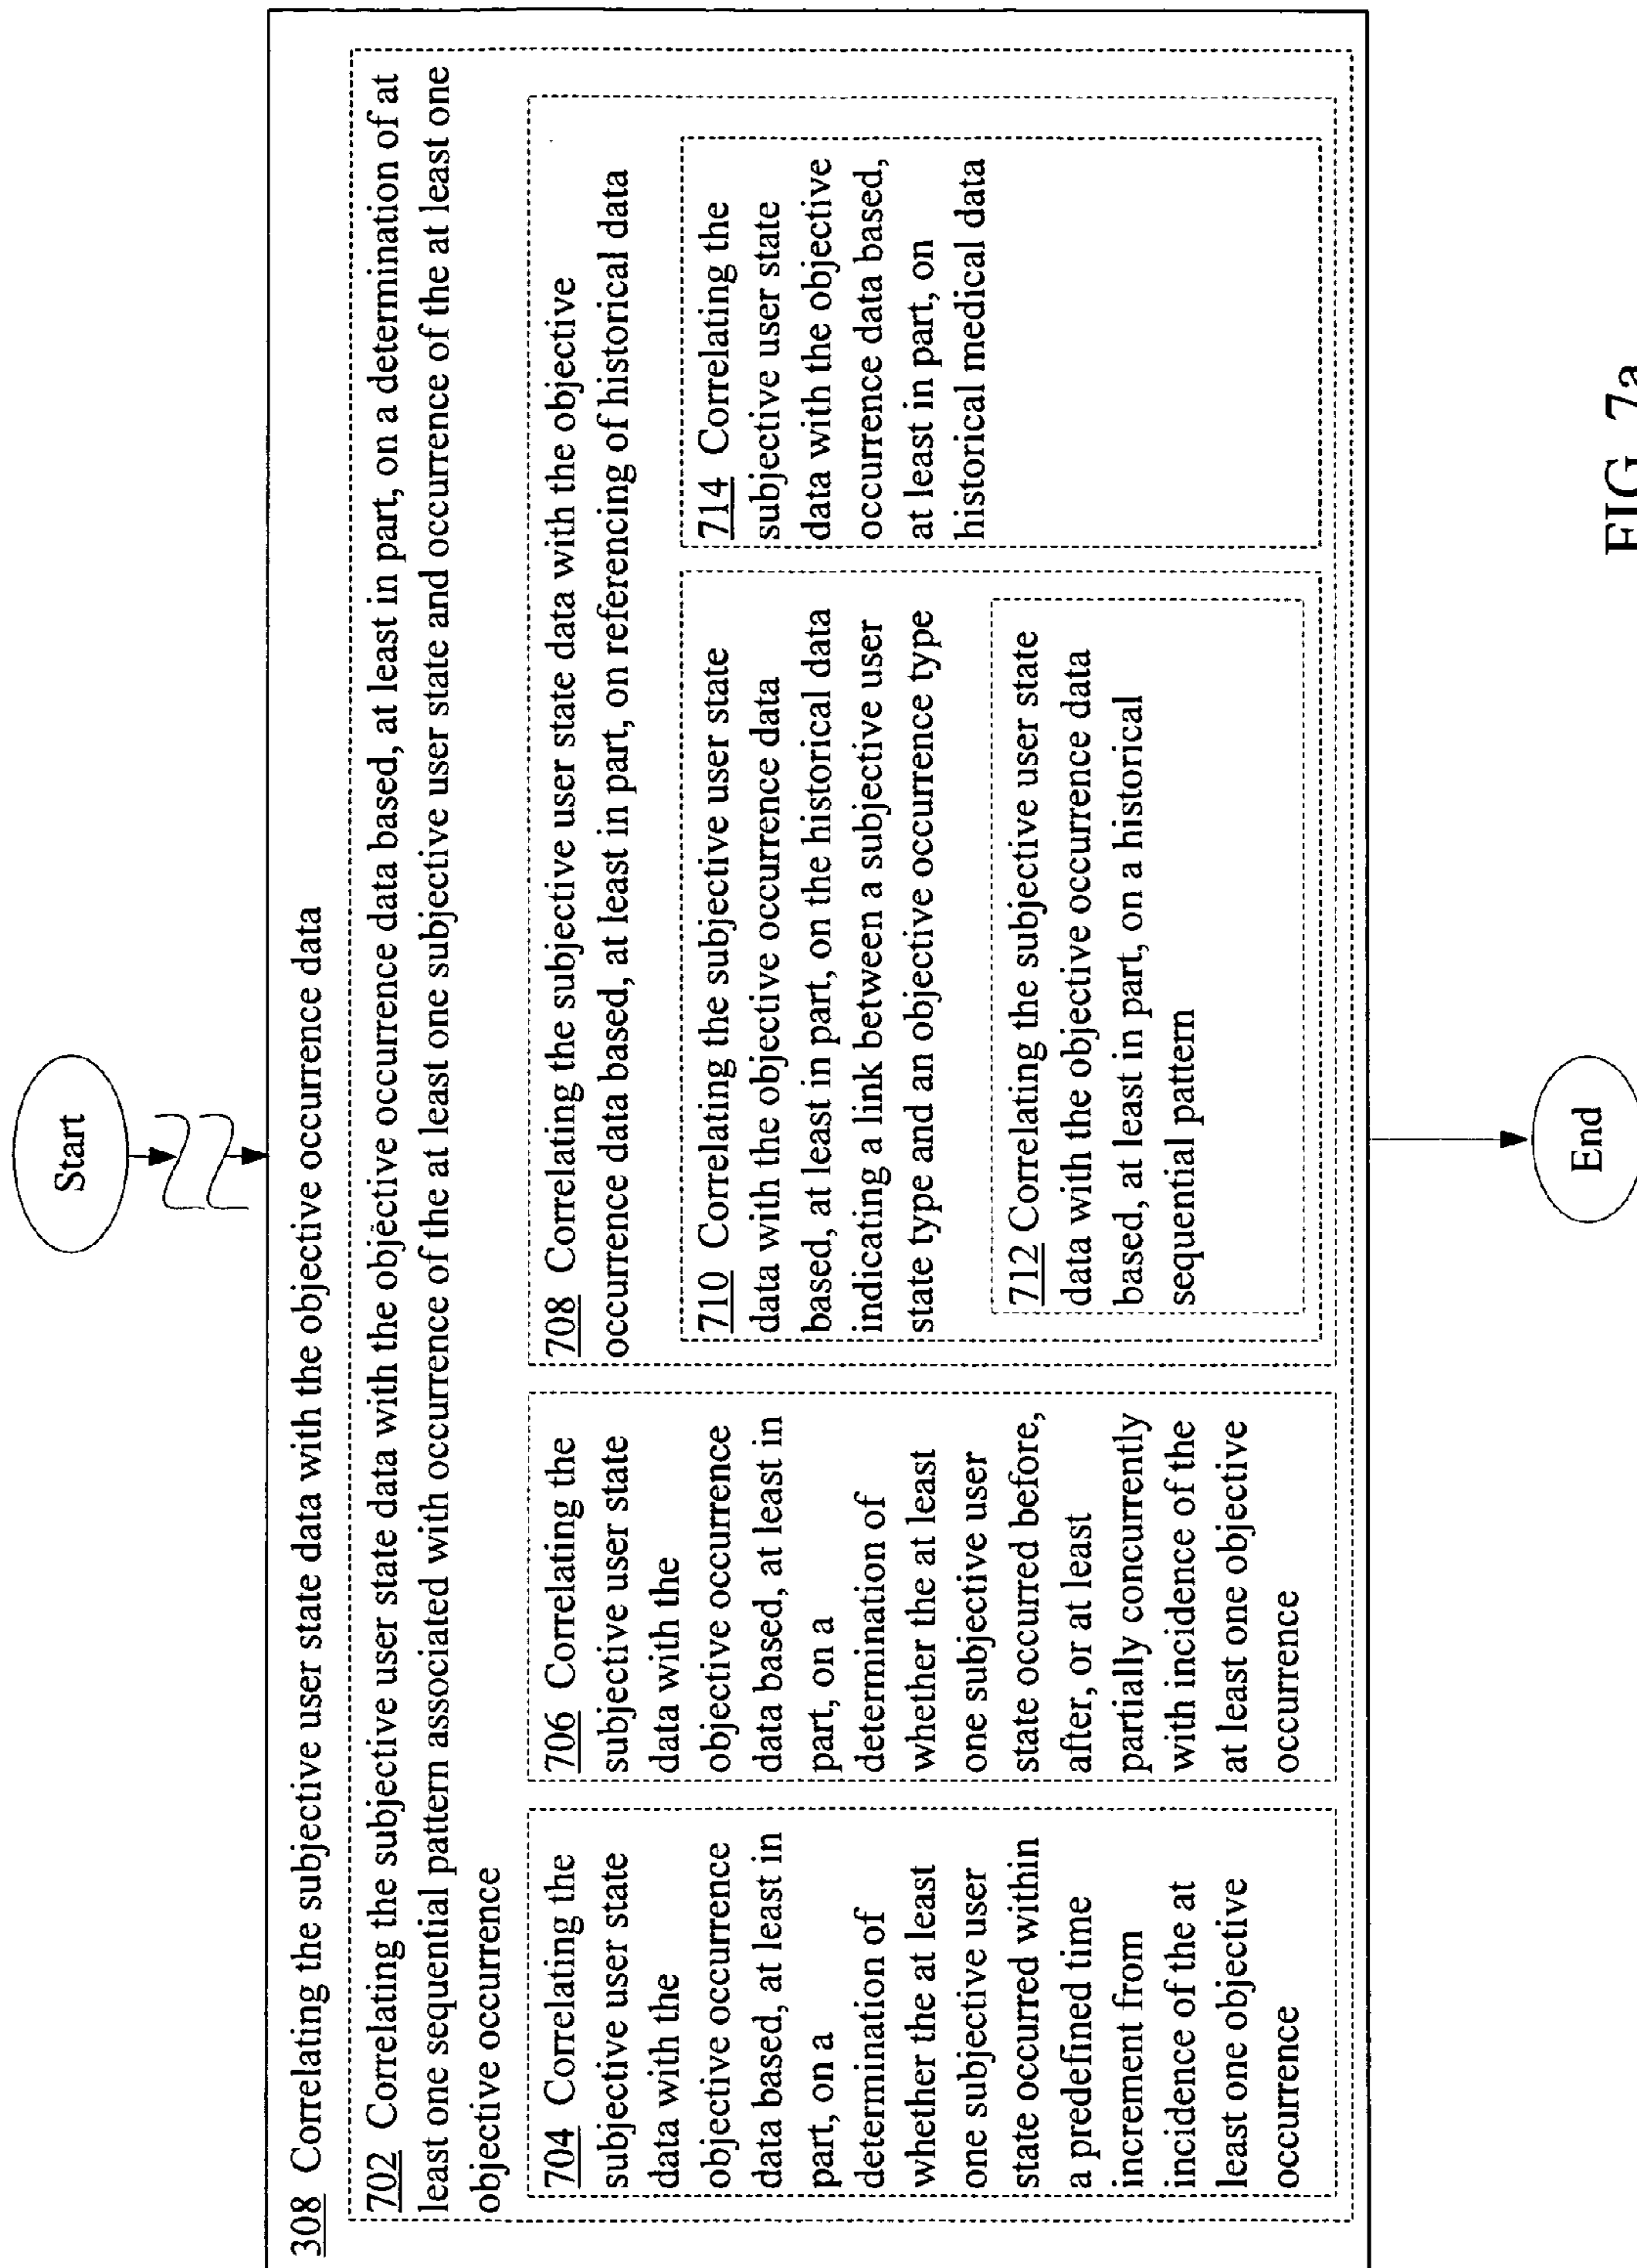 Start
308 Correlating the subjective user state data with the objective occurrence data
702 Correlating the subjective user state data with the objective occurrence data based, at least in part, on a determination of at
least one sequential pattern associated with occurrence of the at least one subjective user state and occurrence of the at least one
objective occurrence
704 Correlating the
subjective user state
data with the
objective occurrence
data based, at least in
part, on a
determination of
whether the at least
one subjective user
state occurred within
a predefined time
increment from
incidence of the at
least one objective
occurrence
706 Correlating the
subjective user state
data with the
objective occurrence
data based, at least in
part, on a
determination of
whether the at least
one subjective user
state occurred before,
after, or at least
partially concurrently
with incidence of the
at least one objective
occurrence
708 Correlating the subjective user state data with the objective
occurrence data based, at least in part, on referencing of historical data
710 Correlating the subjective user state
data with the objective occurrence data
based, at least in part, on the historical data
indicating a link between a subjective user
state type and an objective occurrence type
712 Correlating the subjective user state
data with the objective occurrence data
based, at least in part, on a historical
sequential pattern
714 Correlating the
subjective user state
data with the objective
occurrence data based,
at least in part, on
historical medical data
End
FIG. 7a